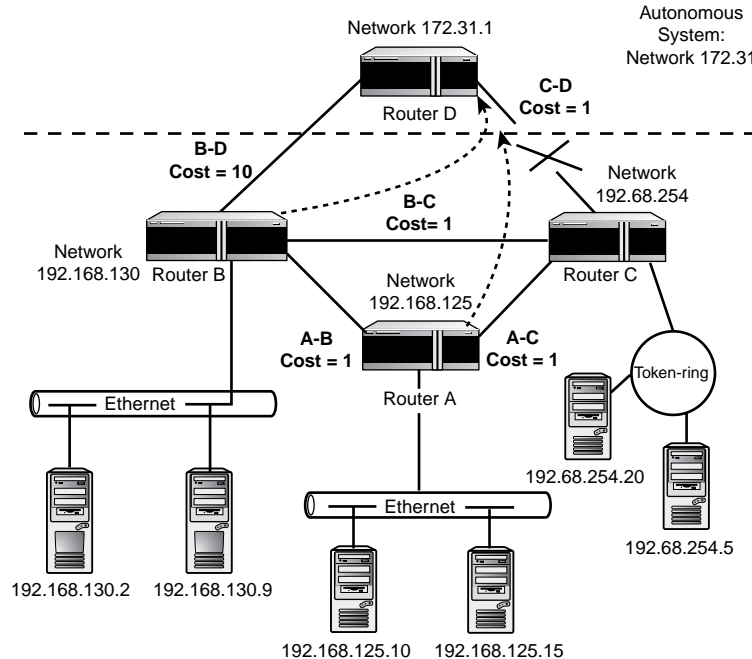 Network 172.31.1
Autonomous
System:
Network 172.31
Router D
C-D
Cost = 1
B-D
Cost = 10
Network
192.68.254
B-C
Cost= 1
Network
192.168.130
Router B
Router C
Network
192.168.125
A-B
Cost = 1
A-C
Cost = 1
Router A
Token-ring
Ethernet
192.68.254.20
Ethernet
192.68.254.5
192.168.130.2
192.168.130.9
192.168.125.10
192.168.125.15